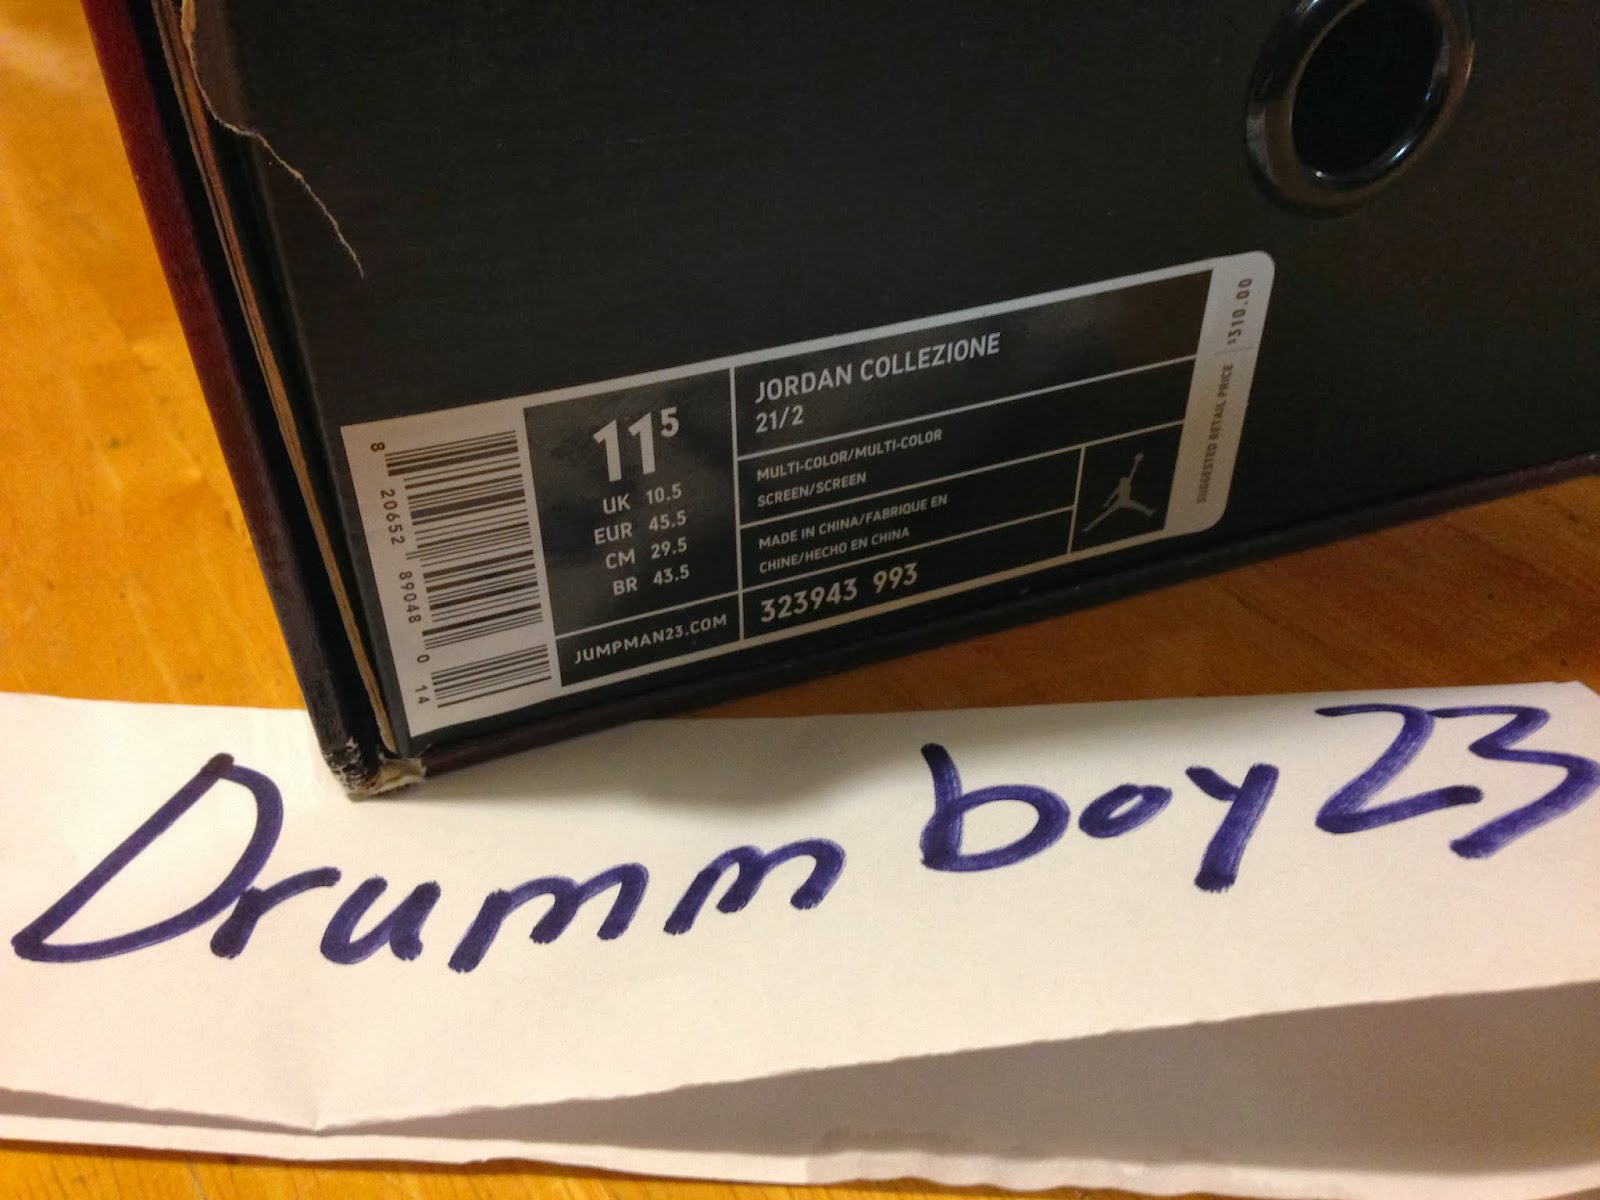 JORDAN COLLEZIONE
21/2
MULTI-COLOR/MULTI-COLOR
SCREEN/SCREEN
MADE IN CHINA/FABRIQUE EN
CHINE/HECHO EN CHINA
323943 993
11⁵
UK 10.5
EUR 45.5
CM 29.5
BR 43.5
JUMPMAN23.COM
8 20652 89048 0 14
SUGGESTED RETAIL PRICE $310.00
Drummboy23